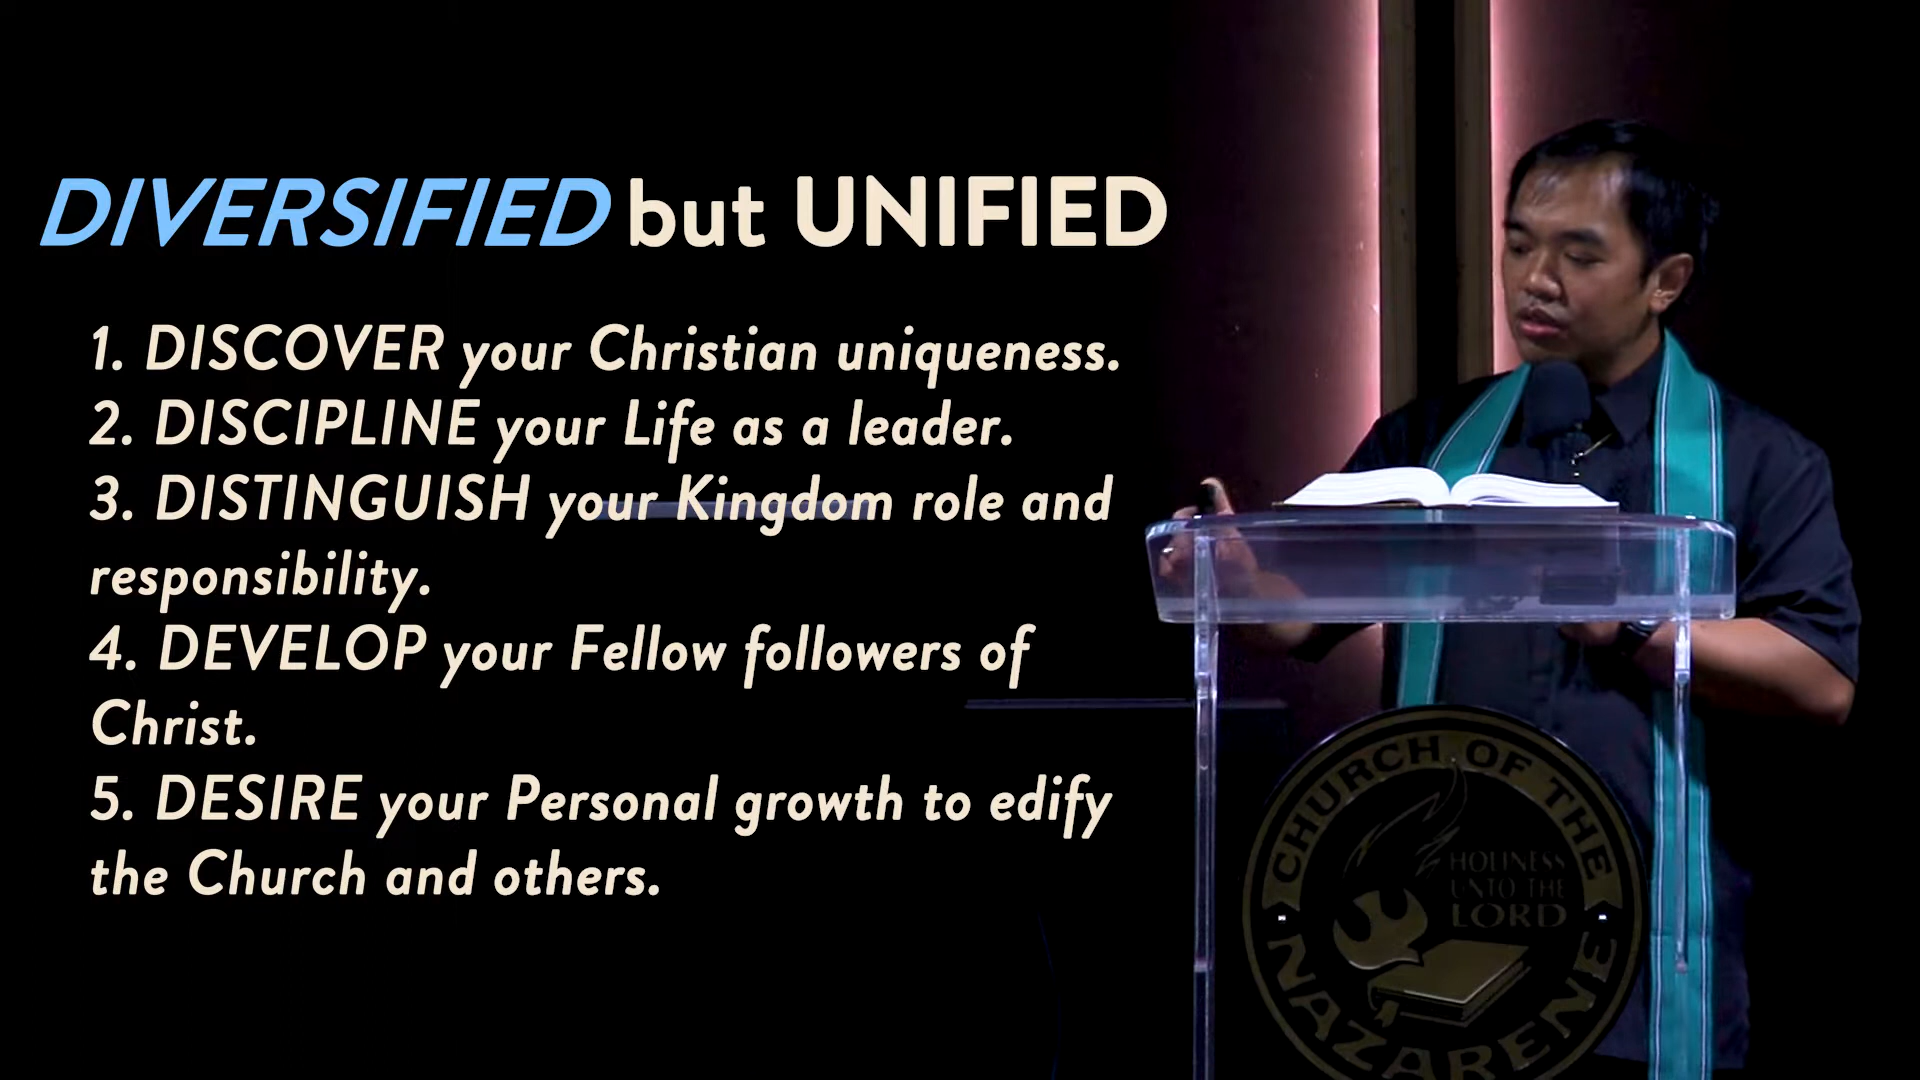 DIVERSIFIED but UNIFIED
1. DISCOVER your Christian uniqueness.
2. DISCIPLINE your Life as a leader.
3. DISTINGUISH your Kingdom role and
responsibility.
4. DEVELOP your Fellow followers of
Christ.
5. DESIRE your Personal growth to edify
the Church and others.
CHURCH OF THE
HOLINESS
UNTO THE
LORD
NAZARENE